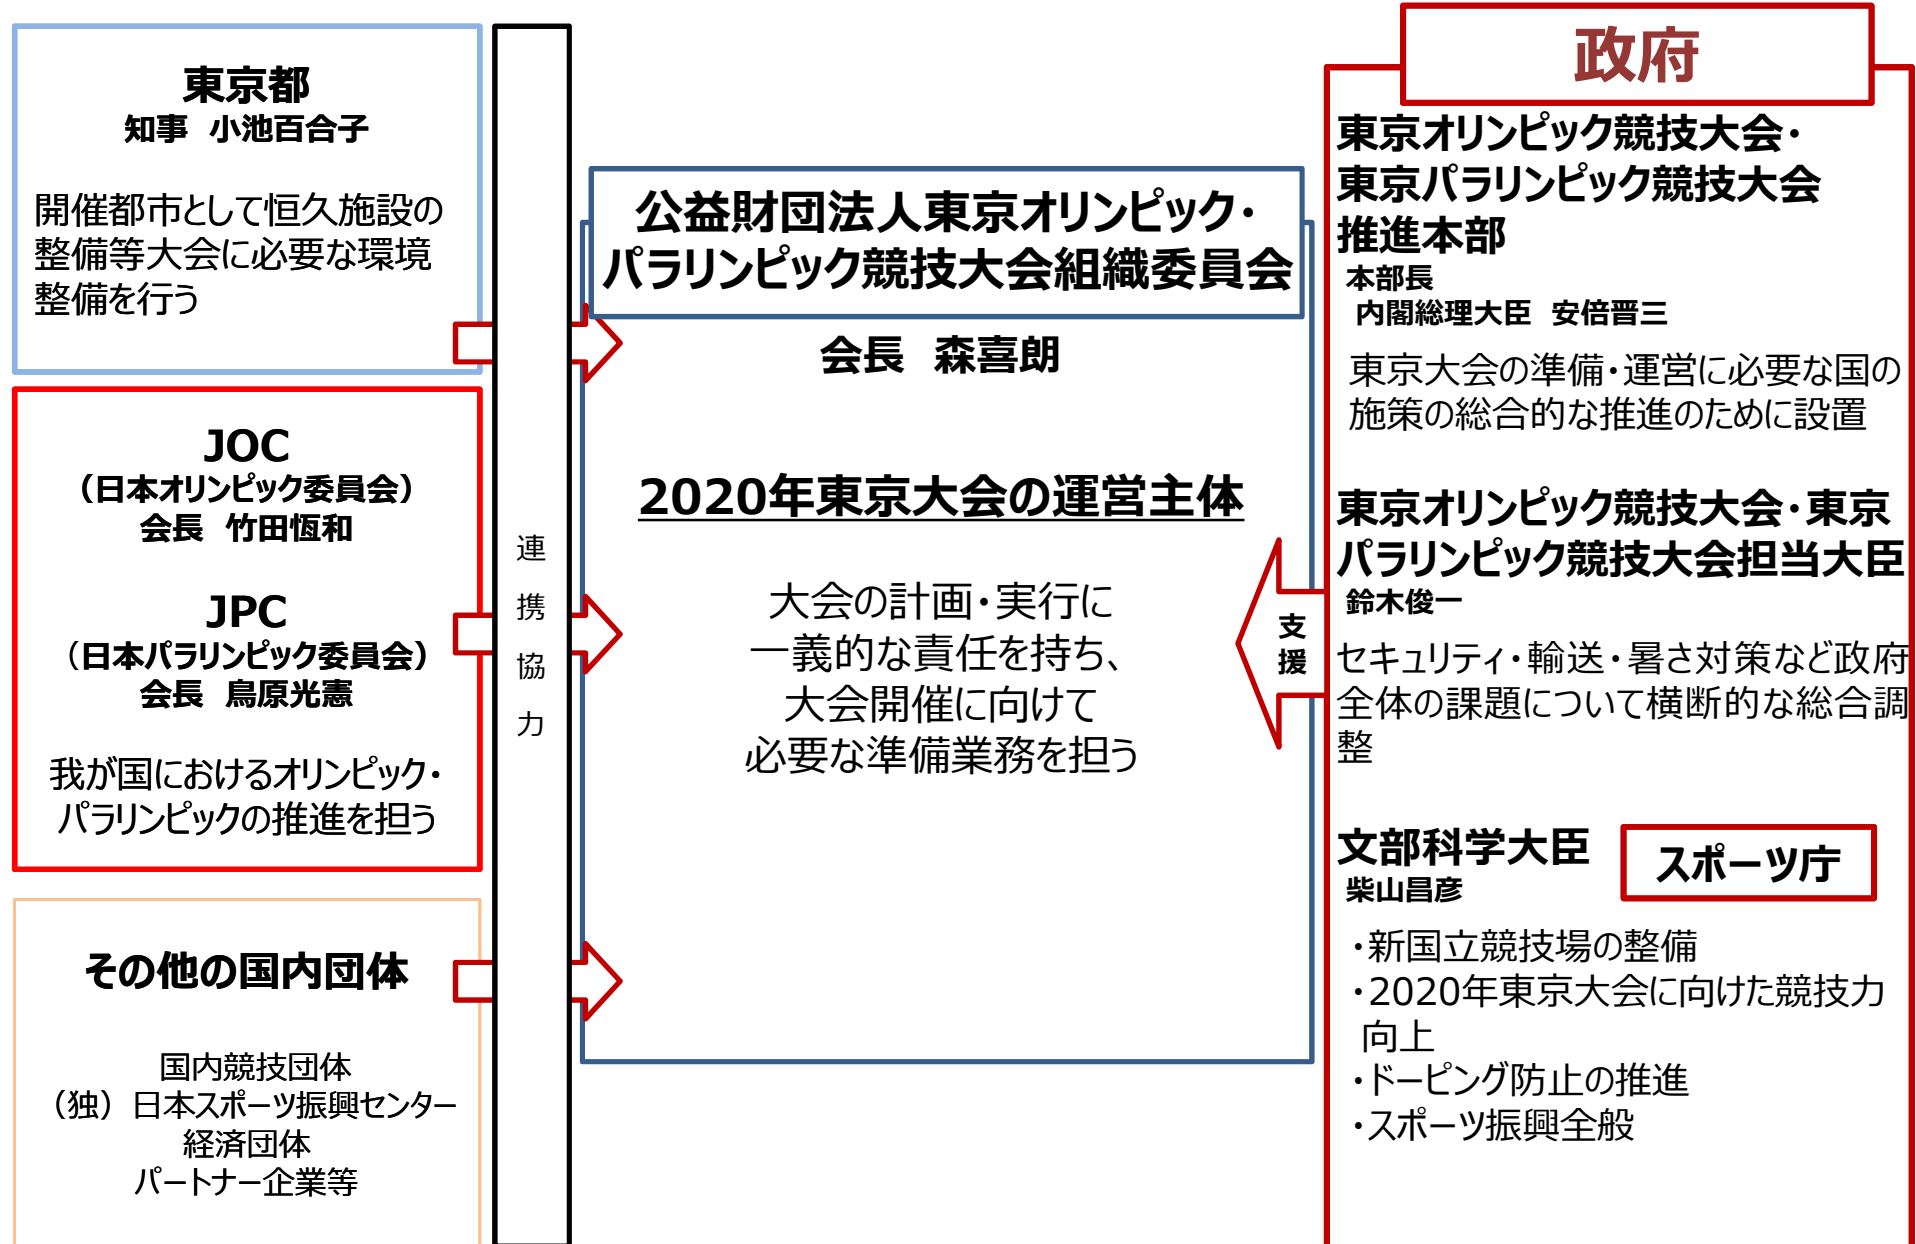 東京都
知事　小池百合子
開催都市として恒久施設の
整備等大会に必要な環境
整備を行う
JOC
（日本オリンピック委員会）
会長　竹田恆和
JPC
（日本パラリンピック委員会）
会長　鳥原光憲
我が国におけるオリンピック・
パラリンピックの推進を担う
その他の国内団体
国内競技団体
（独）日本スポーツ振興センター
経済団体
パートナー企業等
連
携
協
力
公益財団法人東京オリンピック・
パラリンピック競技大会組織委員会
会長　森喜朗
2020年東京大会の運営主体
大会の計画・実行に
一義的な責任を持ち、
大会開催に向けて
必要な準備業務を担う
支
援
政府
東京オリンピック競技大会・
東京パラリンピック競技大会
推進本部
本部長
内閣総理大臣　安倍晋三
東京大会の準備・運営に必要な国の
施策の総合的な推進のために設置
東京オリンピック競技大会・東京
パラリンピック競技大会担当大臣
鈴木俊一
セキュリティ・輸送・暑さ対策など政府
全体の課題について横断的な総合調
整
文部科学大臣
柴山昌彦
スポーツ庁
・新国立競技場の整備
・2020年東京大会に向けた競技力
向上
・ドーピング防止の推進
・スポーツ振興全般